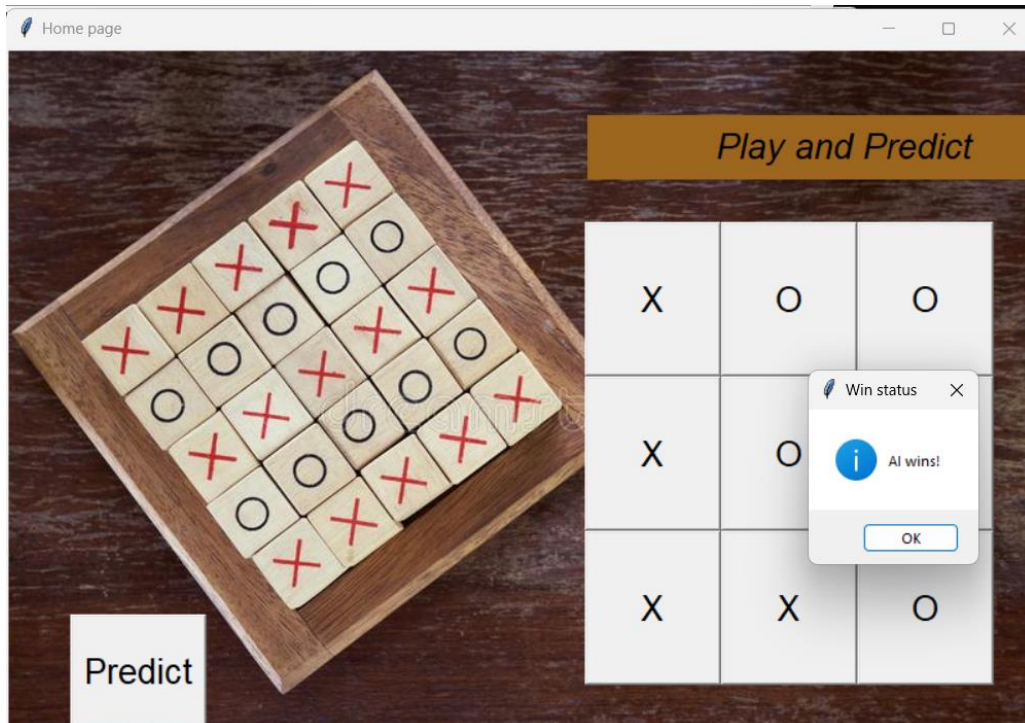 Home page
Play and Predict
X O O
X O
Win status
AI wins!
OK
X X O
Predict